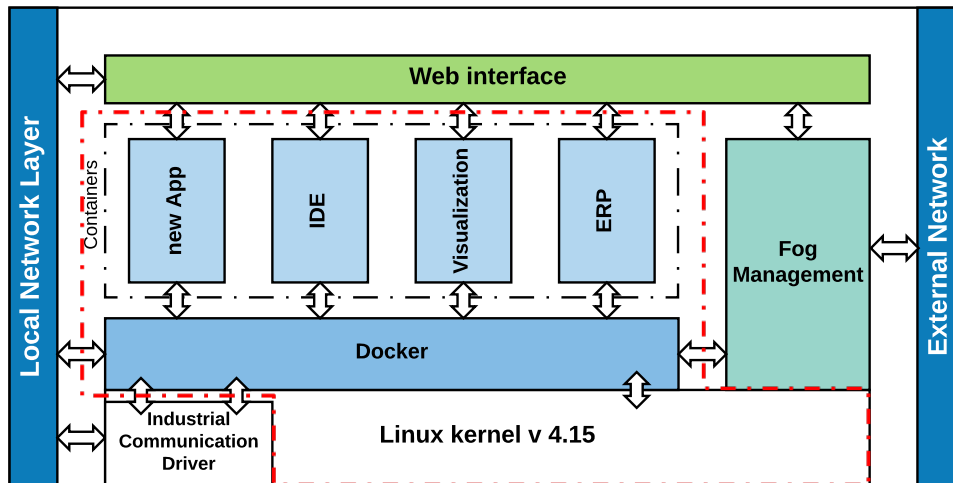 Local Network Layer
Web interface
Containers
new App
IDE
Visualization
ERP
Fog
Management
External Network
Docker
Industrial
Communication
Driver
Linux kernel v 4.15